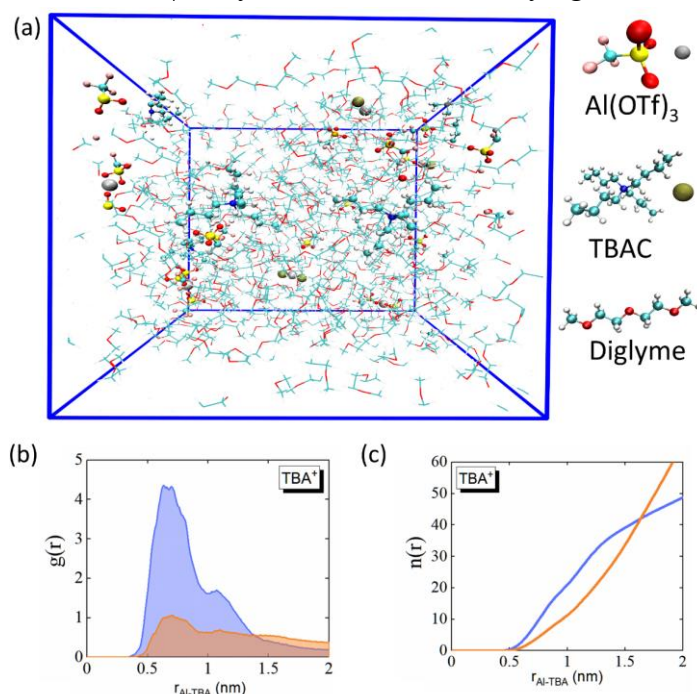 (a)
Al(OTf)₃
TBAC
Diglyme
(b)
TBA⁺
g(r)
5
4
3
2
1
0
0 0.5 1 1.5 2
r_Al-TBA (nm)
(c)
TBA⁺
n(r)
60
50
40
30
20
10
0
0 0.5 1 1.5 2
r_Al-TBA (nm)